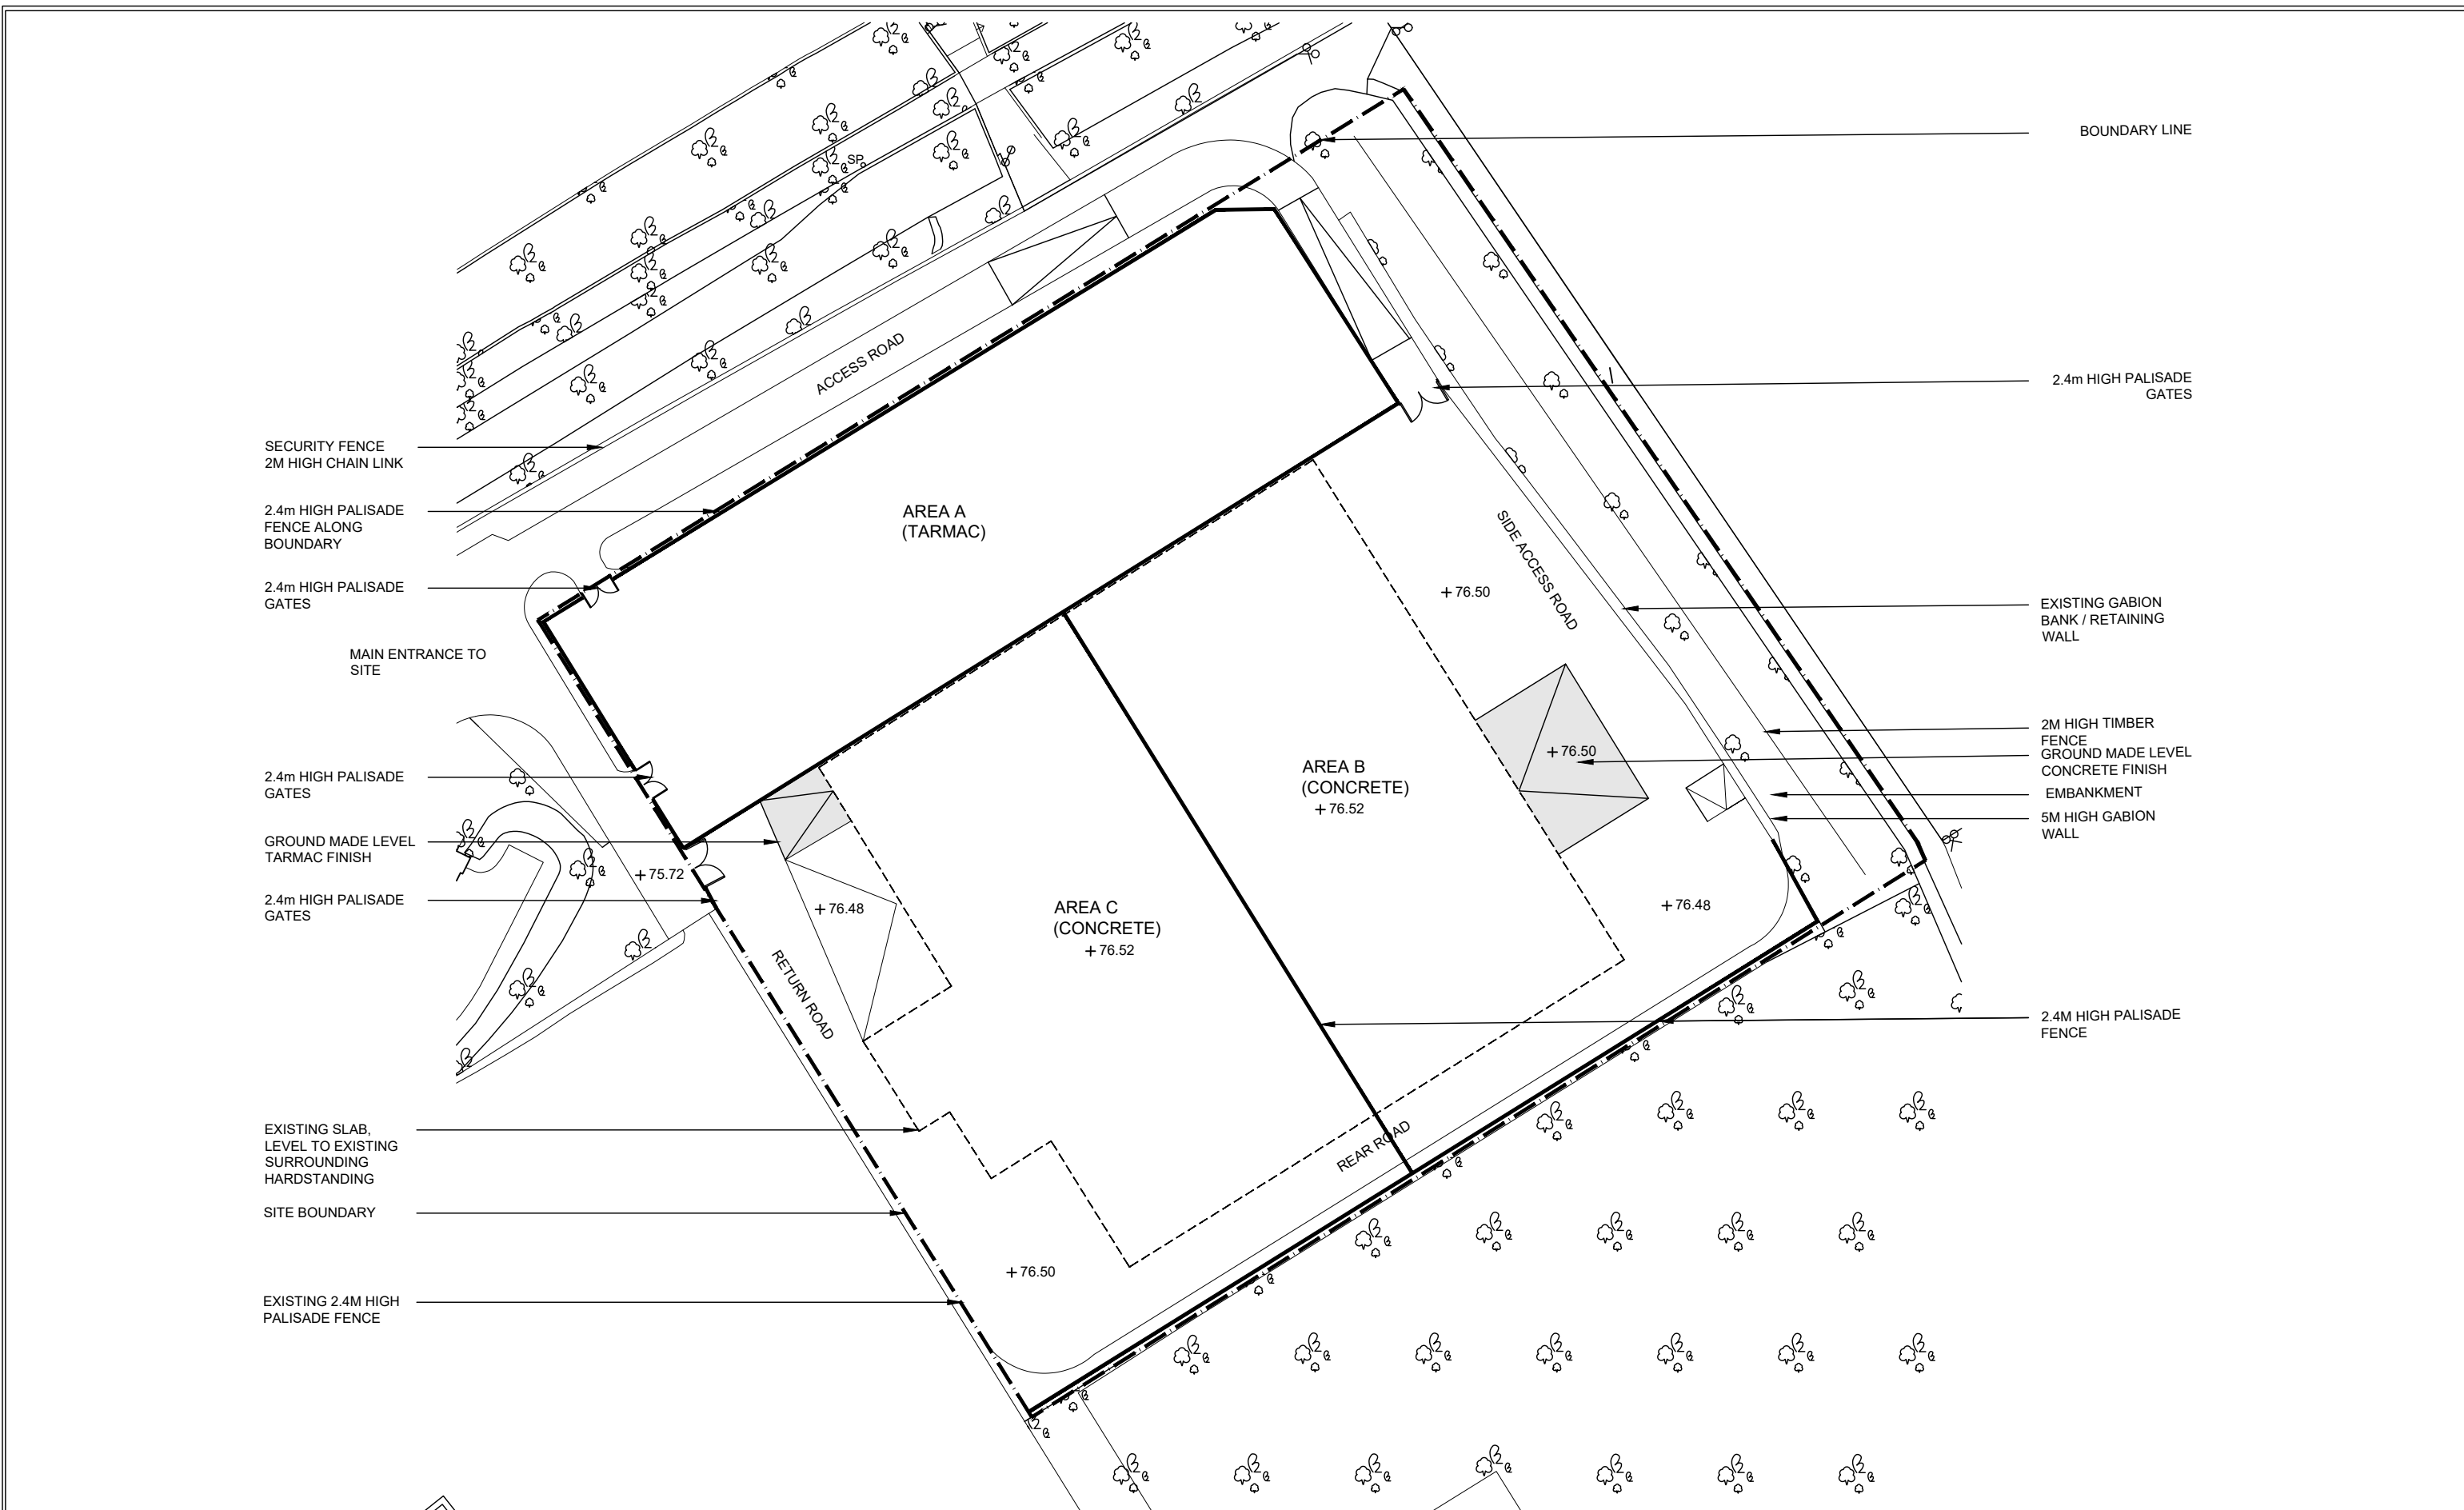 BOUNDARY LINE
SP
ACCESS ROAD
2.4m HIGH PALISADE
GATES
SECURITY FENCE
2M HIGH CHAIN LINK
2.4m HIGH PALISADE
FENCE ALONG
BOUNDARY
AREA A
(TARMAC)
SIDE ACCESS ROAD
2.4m HIGH PALISADE
GATES
+76.50
EXISTING GABION
BANK / RETAINING
WALL
MAIN ENTRANCE TO
SITE
2M HIGH TIMBER
FENCE
+76.50
GROUND MADE LEVEL
CONCRETE FINISH
2.4m HIGH PALISADE
GATES
AREA B
(CONCRETE)
+76.52
EMBANKMENT
5M HIGH GABION
WALL
GROUND MADE LEVEL
TARMAC FINISH
+75.72
2.4m HIGH PALISADE
GATES
+76.48
AREA C
(CONCRETE)
+76.52
+76.48
RETURN ROAD
2.4M HIGH PALISADE
FENCE
EXISTING SLAB,
LEVEL TO EXISTING
SURROUNDING
HARDSTANDING
REAR ROAD
SITE BOUNDARY
+76.50
EXISTING 2.4M HIGH
PALISADE FENCE